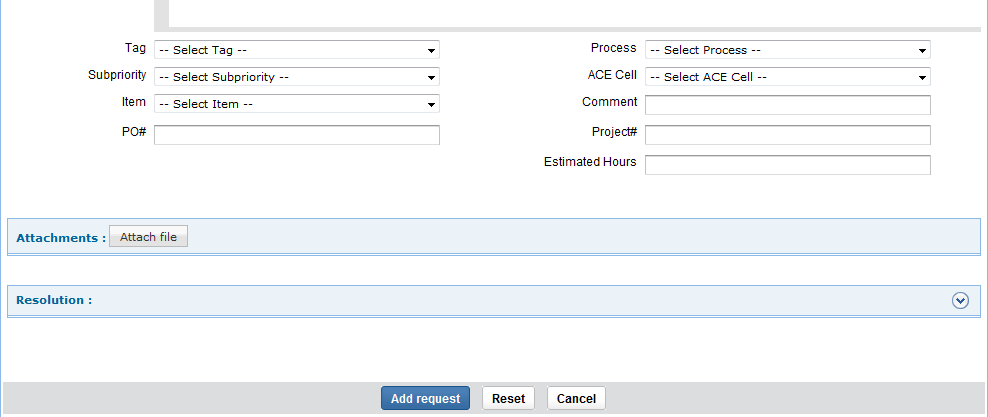 Tag -- Select Tag -- Process -- Select Process --
Subpriority -- Select Subpriority -- ACE Cell -- Select ACE Cell --
Item -- Select Item -- Comment
PO# Project#
Estimated Hours
Attachments : Attach file
Resolution :
Add request Reset Cancel